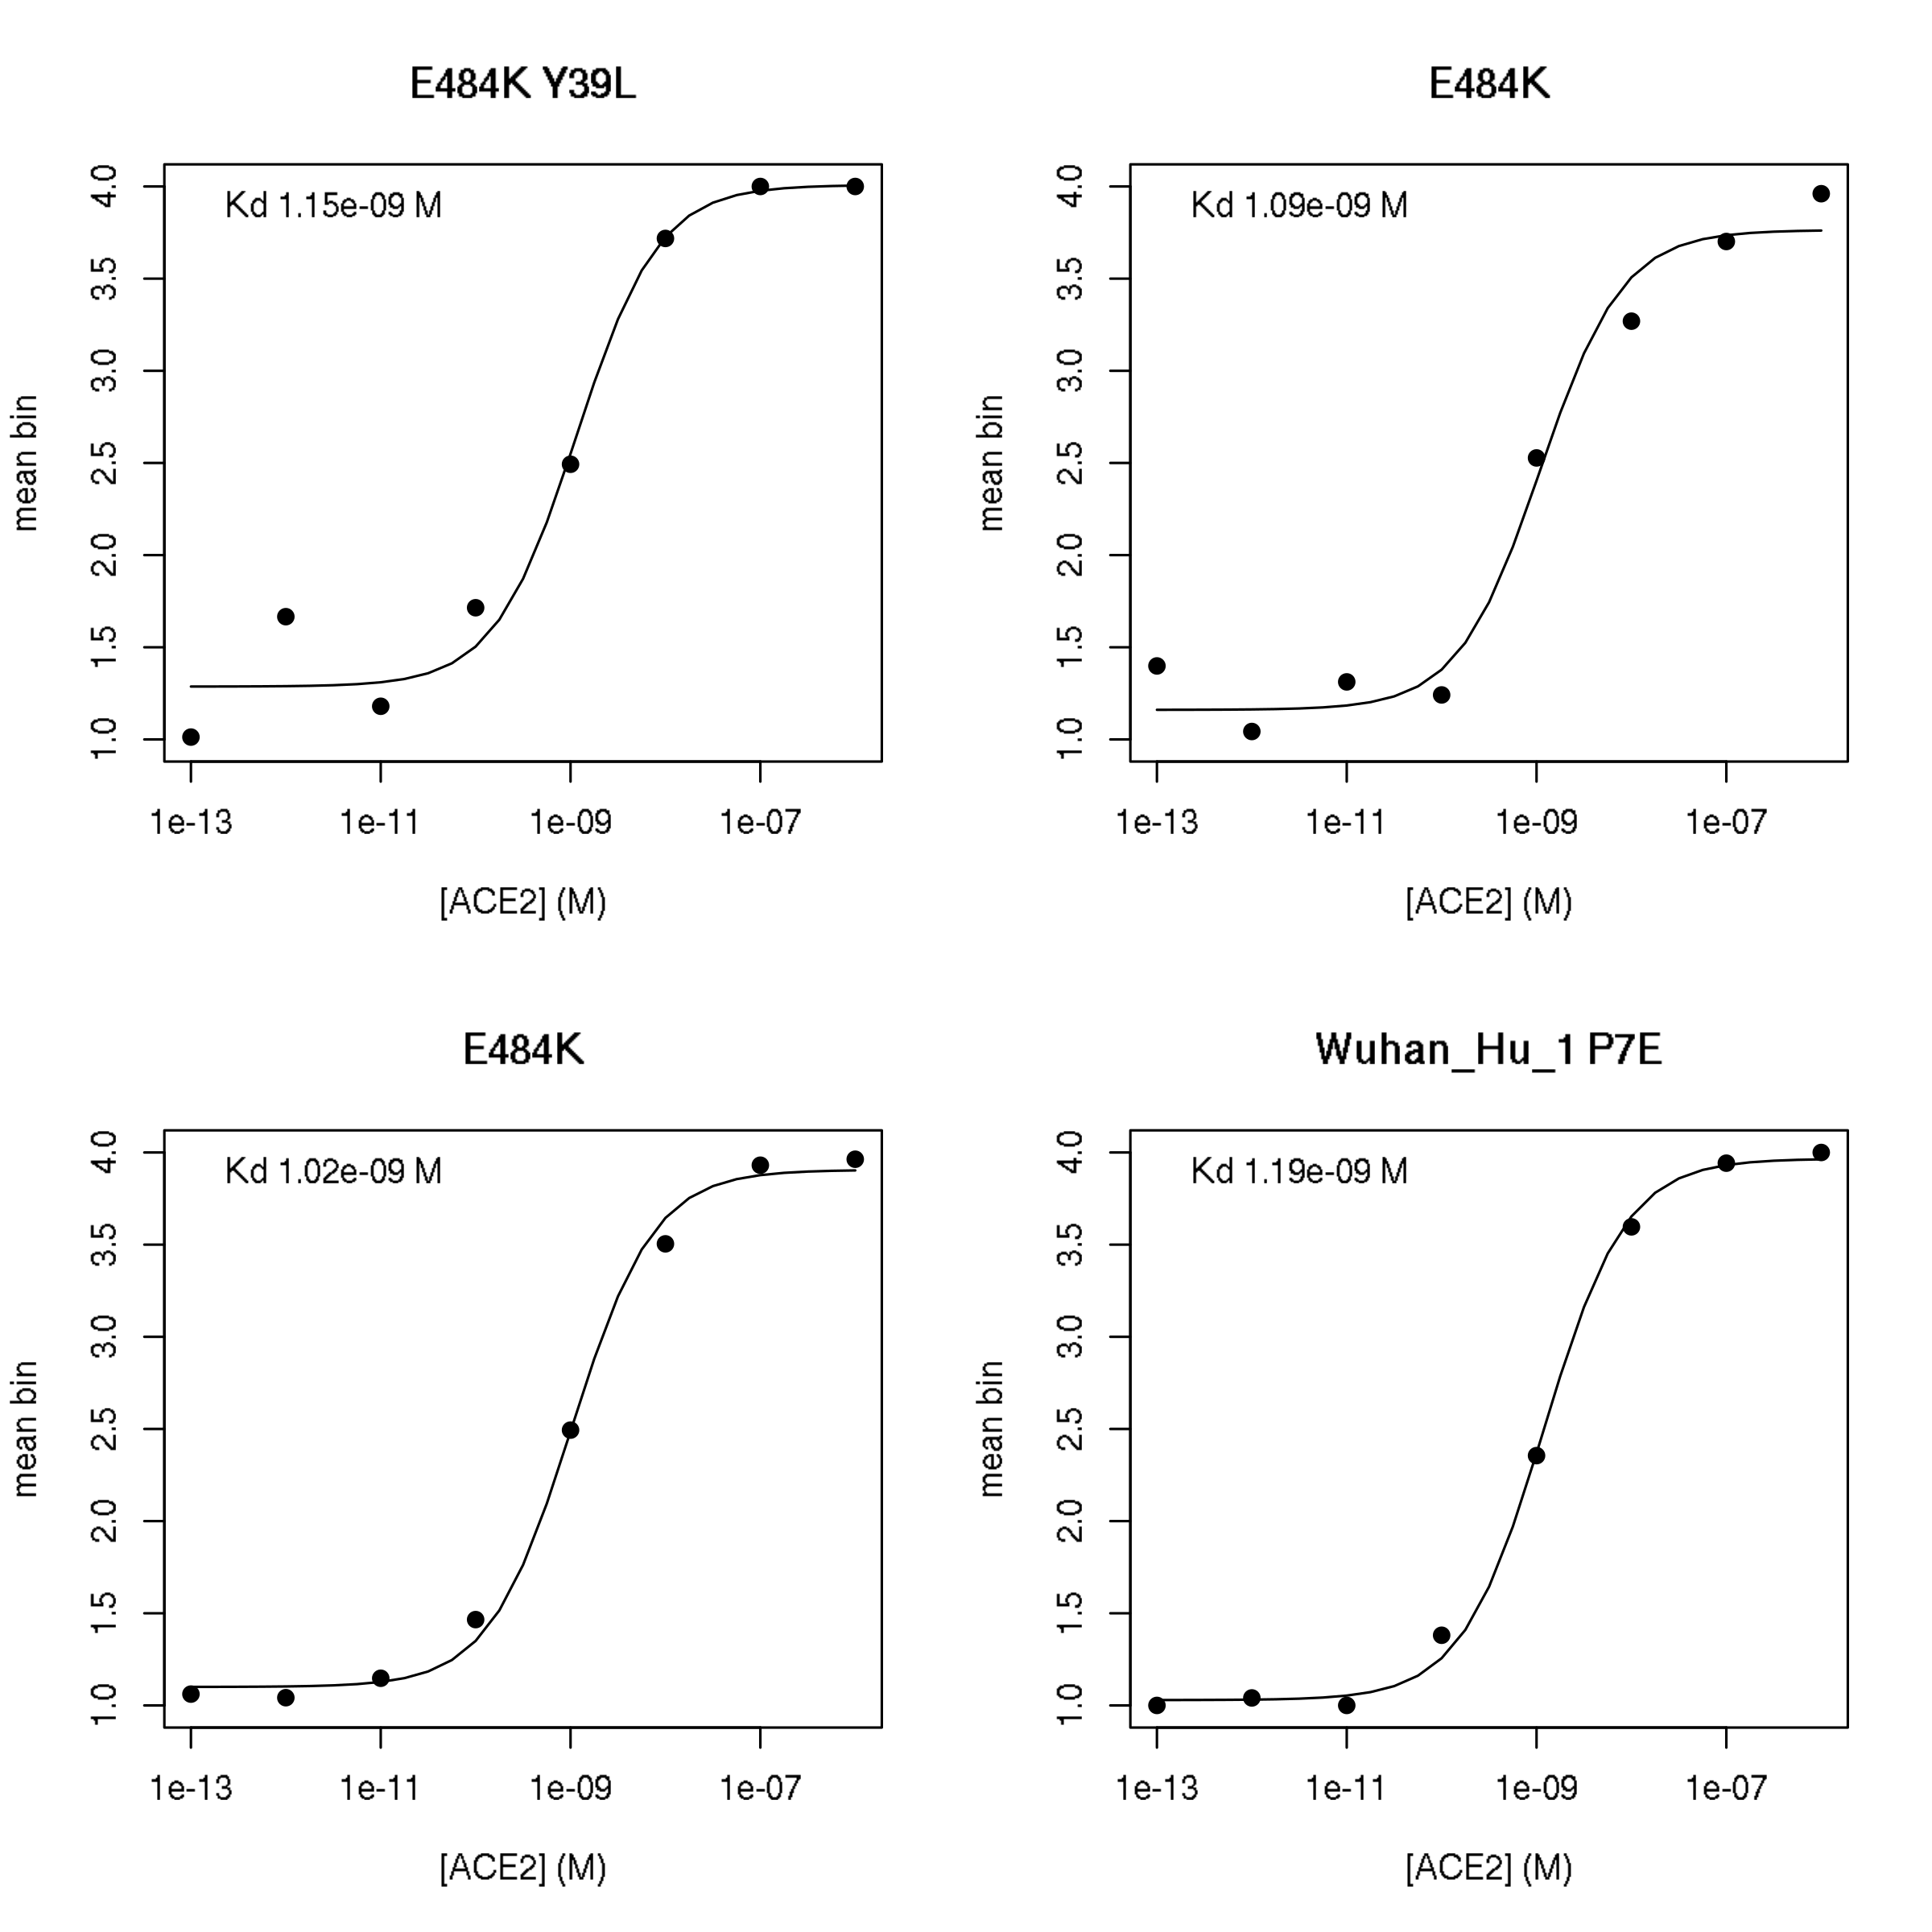 E484K Y39L
Kd 1.15e-09 M
mean bin
4.0
3.5
3.0
2.5
2.0
1.5
1.0
1e-13 1e-11 1e-09 1e-07
[ACE2] (M)
E484K
Kd 1.09e-09 M
mean bin
4.0
3.5
3.0
2.5
2.0
1.5
1.0
1e-13 1e-11 1e-09 1e-07
[ACE2] (M)
E484K
Kd 1.02e-09 M
mean bin
4.0
3.5
3.0
2.5
2.0
1.5
1.0
1e-13 1e-11 1e-09 1e-07
[ACE2] (M)
Wuhan_Hu_1 P7E
Kd 1.19e-09 M
mean bin
4.0
3.5
3.0
2.5
2.0
1.5
1.0
1e-13 1e-11 1e-09 1e-07
[ACE2] (M)